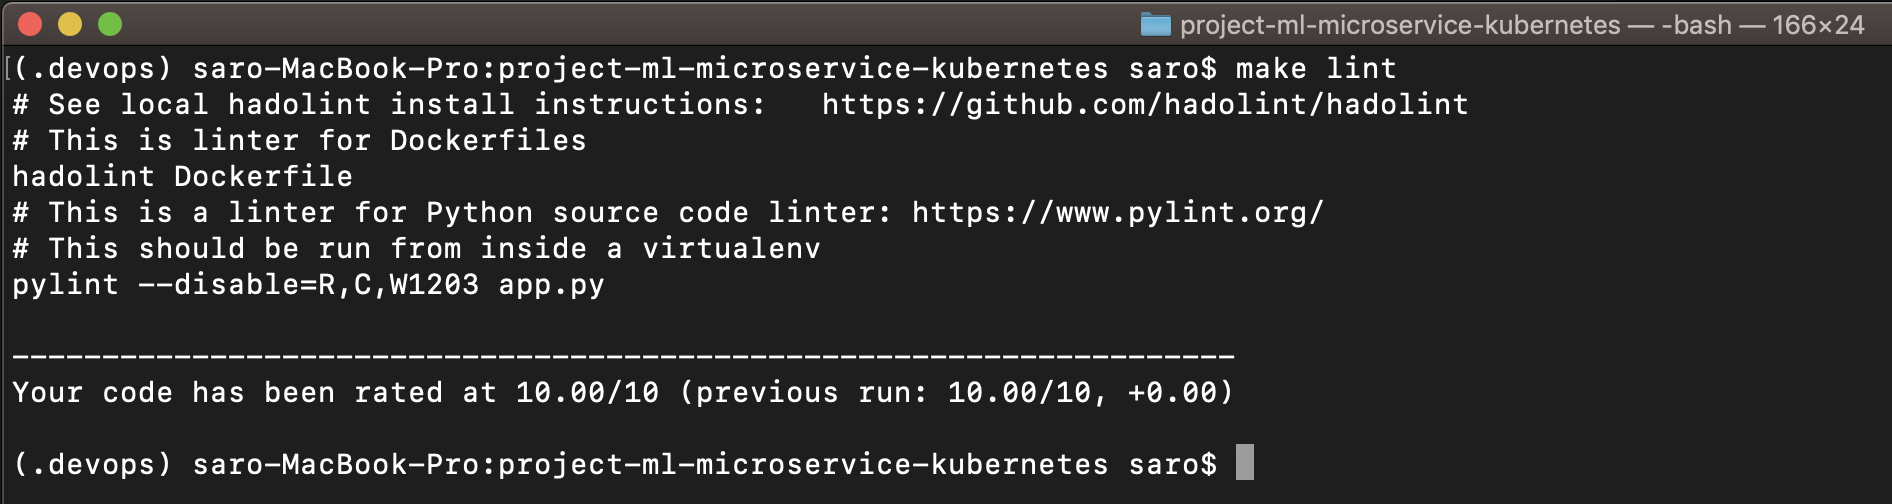 project-ml-microservice-kubernetes — -bash — 166×24
[(.devops) saro-MacBook-Pro:project-ml-microservice-kubernetes saro$ make lint
# See local hadolint install instructions:   https://github.com/hadolint/hadolint
# This is linter for Dockerfiles
hadolint Dockerfile
# This is a linter for Python source code linter: https://www.pylint.org/
# This should be run from inside a virtualenv
pylint --disable=R,C,W1203 app.py
--------------------------------------------------------------------
Your code has been rated at 10.00/10 (previous run: 10.00/10, +0.00)
(.devops) saro-MacBook-Pro:project-ml-microservice-kubernetes saro$